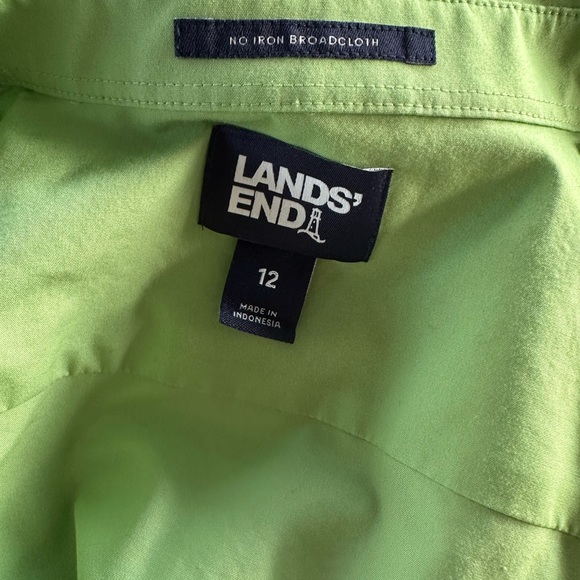 NO IRON BROADCLOTH
LANDS'
END
12
MADE IN
INDONESIA